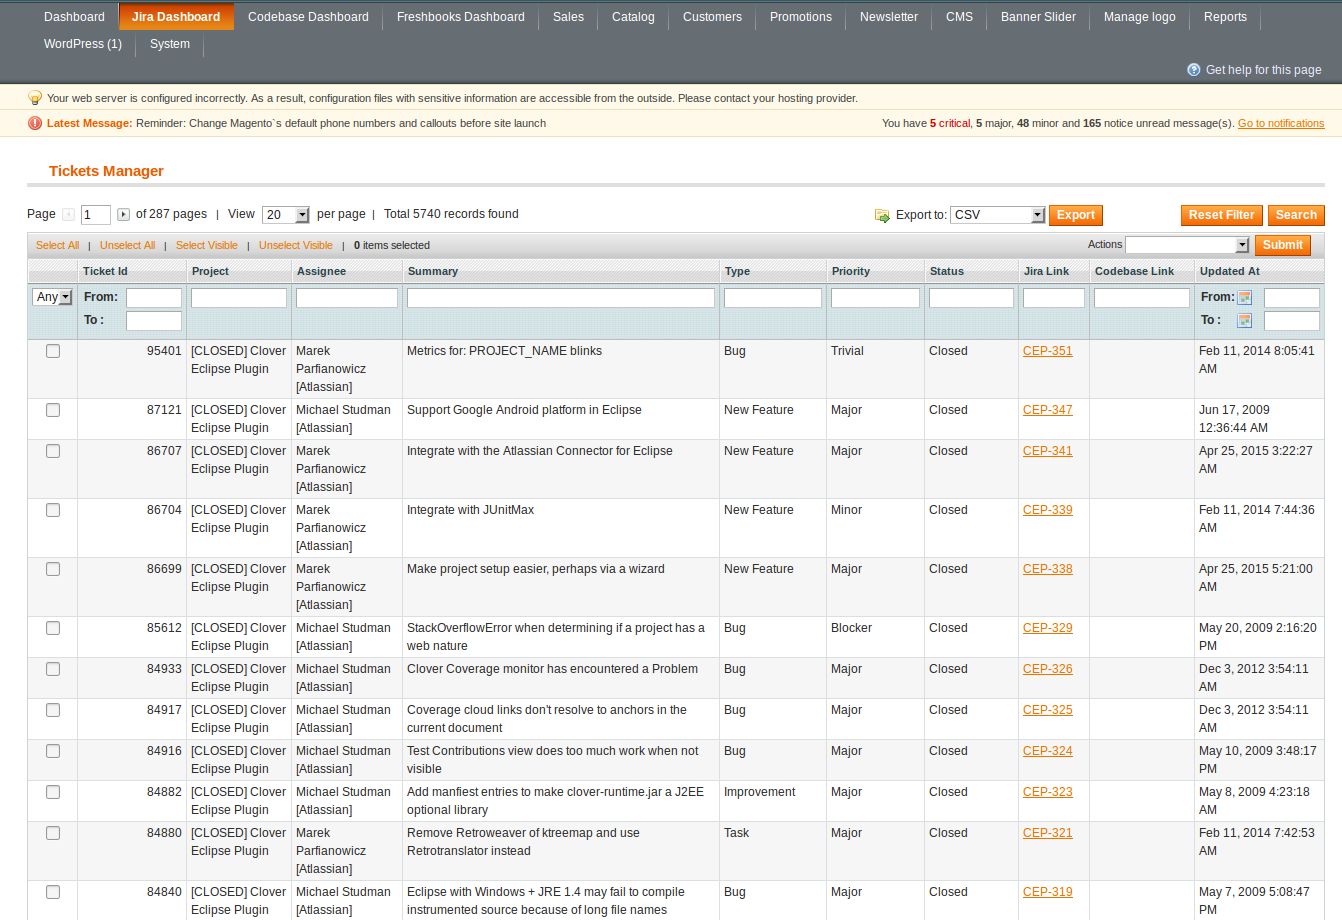 Dashboard Jira Dashboard Codebase Dashboard Freshbooks Dashboard Sales Catalog Customers Promotions Newsletter CMS Banner Slider Manage logo Reports
WordPress (1) System
Get help for this page
Your web server is configured incorrectly. As a result, configuration files with sensitive information are accessible from the outside. Please contact your hosting provider.
Latest Message: Reminder: Change Magento`s default phone numbers and callouts before site launch You have 5 critical, 5 major, 48 minor and 165 notice unread message(s). Go to notifications
Tickets Manager
Page 1 of 287 pages | View 20 per page | Total 5740 records found Export to: CSV Export Reset Filter Search
Select All | Unselect All | Select Visible | Unselect Visible | 0 items selected Actions Submit
Ticket Id Project Assignee Summary Type Priority Status Jira Link Codebase Link Updated At
Any From: From:
To : To :
95401 [CLOSED] Clover Marek Metrics for: PROJECT_NAME blinks Bug Trivial Closed CEP-351 Feb 11, 2014 8:05:41
Eclipse Plugin Parfianowicz AM
[Atlassian]
87121 [CLOSED] Clover Michael Studman Support Google Android platform in Eclipse New Feature Major Closed CEP-347 Jun 17, 2009
Eclipse Plugin [Atlassian] 12:36:44 AM
86707 [CLOSED] Clover Marek Integrate with the Atlassian Connector for Eclipse New Feature Major Closed CEP-341 Apr 25, 2015 3:22:27
Eclipse Plugin Parfianowicz AM
[Atlassian]
86704 [CLOSED] Clover Marek Integrate with JUnitMax New Feature Minor Closed CEP-339 Feb 11, 2014 7:44:36
Eclipse Plugin Parfianowicz AM
[Atlassian]
86699 [CLOSED] Clover Marek Make project setup easier, perhaps via a wizard New Feature Major Closed CEP-338 Apr 25, 2015 5:21:00
Eclipse Plugin Parfianowicz AM
[Atlassian]
85612 [CLOSED] Clover Michael Studman StackOverflowError when determining if a project has a Bug Blocker Closed CEP-329 May 20, 2009 2:16:20
Eclipse Plugin [Atlassian] web nature PM
84933 [CLOSED] Clover Michael Studman Clover Coverage monitor has encountered a Problem Bug Major Closed CEP-326 Dec 3, 2012 3:54:11
Eclipse Plugin [Atlassian] AM
84917 [CLOSED] Clover Michael Studman Coverage cloud links don't resolve to anchors in the Bug Major Closed CEP-325 Dec 3, 2012 3:54:11
Eclipse Plugin [Atlassian] current document AM
84916 [CLOSED] Clover Michael Studman Test Contributions view does too much work when not Bug Major Closed CEP-324 May 10, 2009 3:48:17
Eclipse Plugin [Atlassian] visible PM
84882 [CLOSED] Clover Michael Studman Add manfiest entries to make clover-runtime.jar a J2EE Improvement Major Closed CEP-323 May 8, 2009 4:23:18
Eclipse Plugin [Atlassian] optional library AM
84880 [CLOSED] Clover Marek Remove Retroweaver of ktreemap and use Task Major Closed CEP-321 Feb 11, 2014 7:42:53
Eclipse Plugin Parfianowicz Retrotranslator instead AM
[Atlassian]
84840 [CLOSED] Clover Michael Studman Eclipse with Windows + JRE 1.4 may fail to compile Bug Major Closed CEP-319 May 7, 2009 5:08:47
Eclipse Plugin [Atlassian] instrumented source because of long file names PM